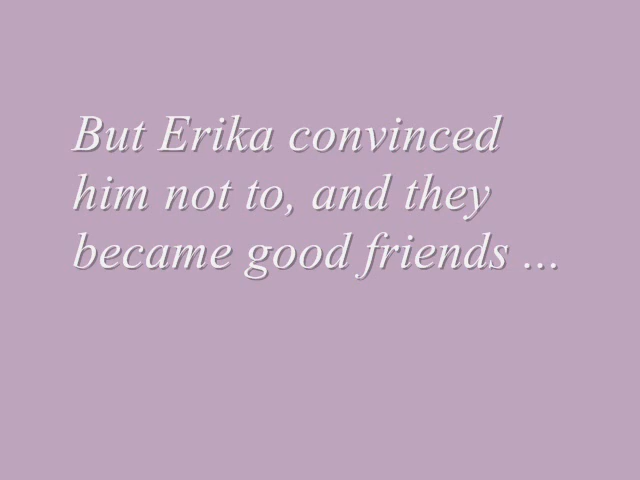 But Erika convinced
him not to, and they
became good friends ...